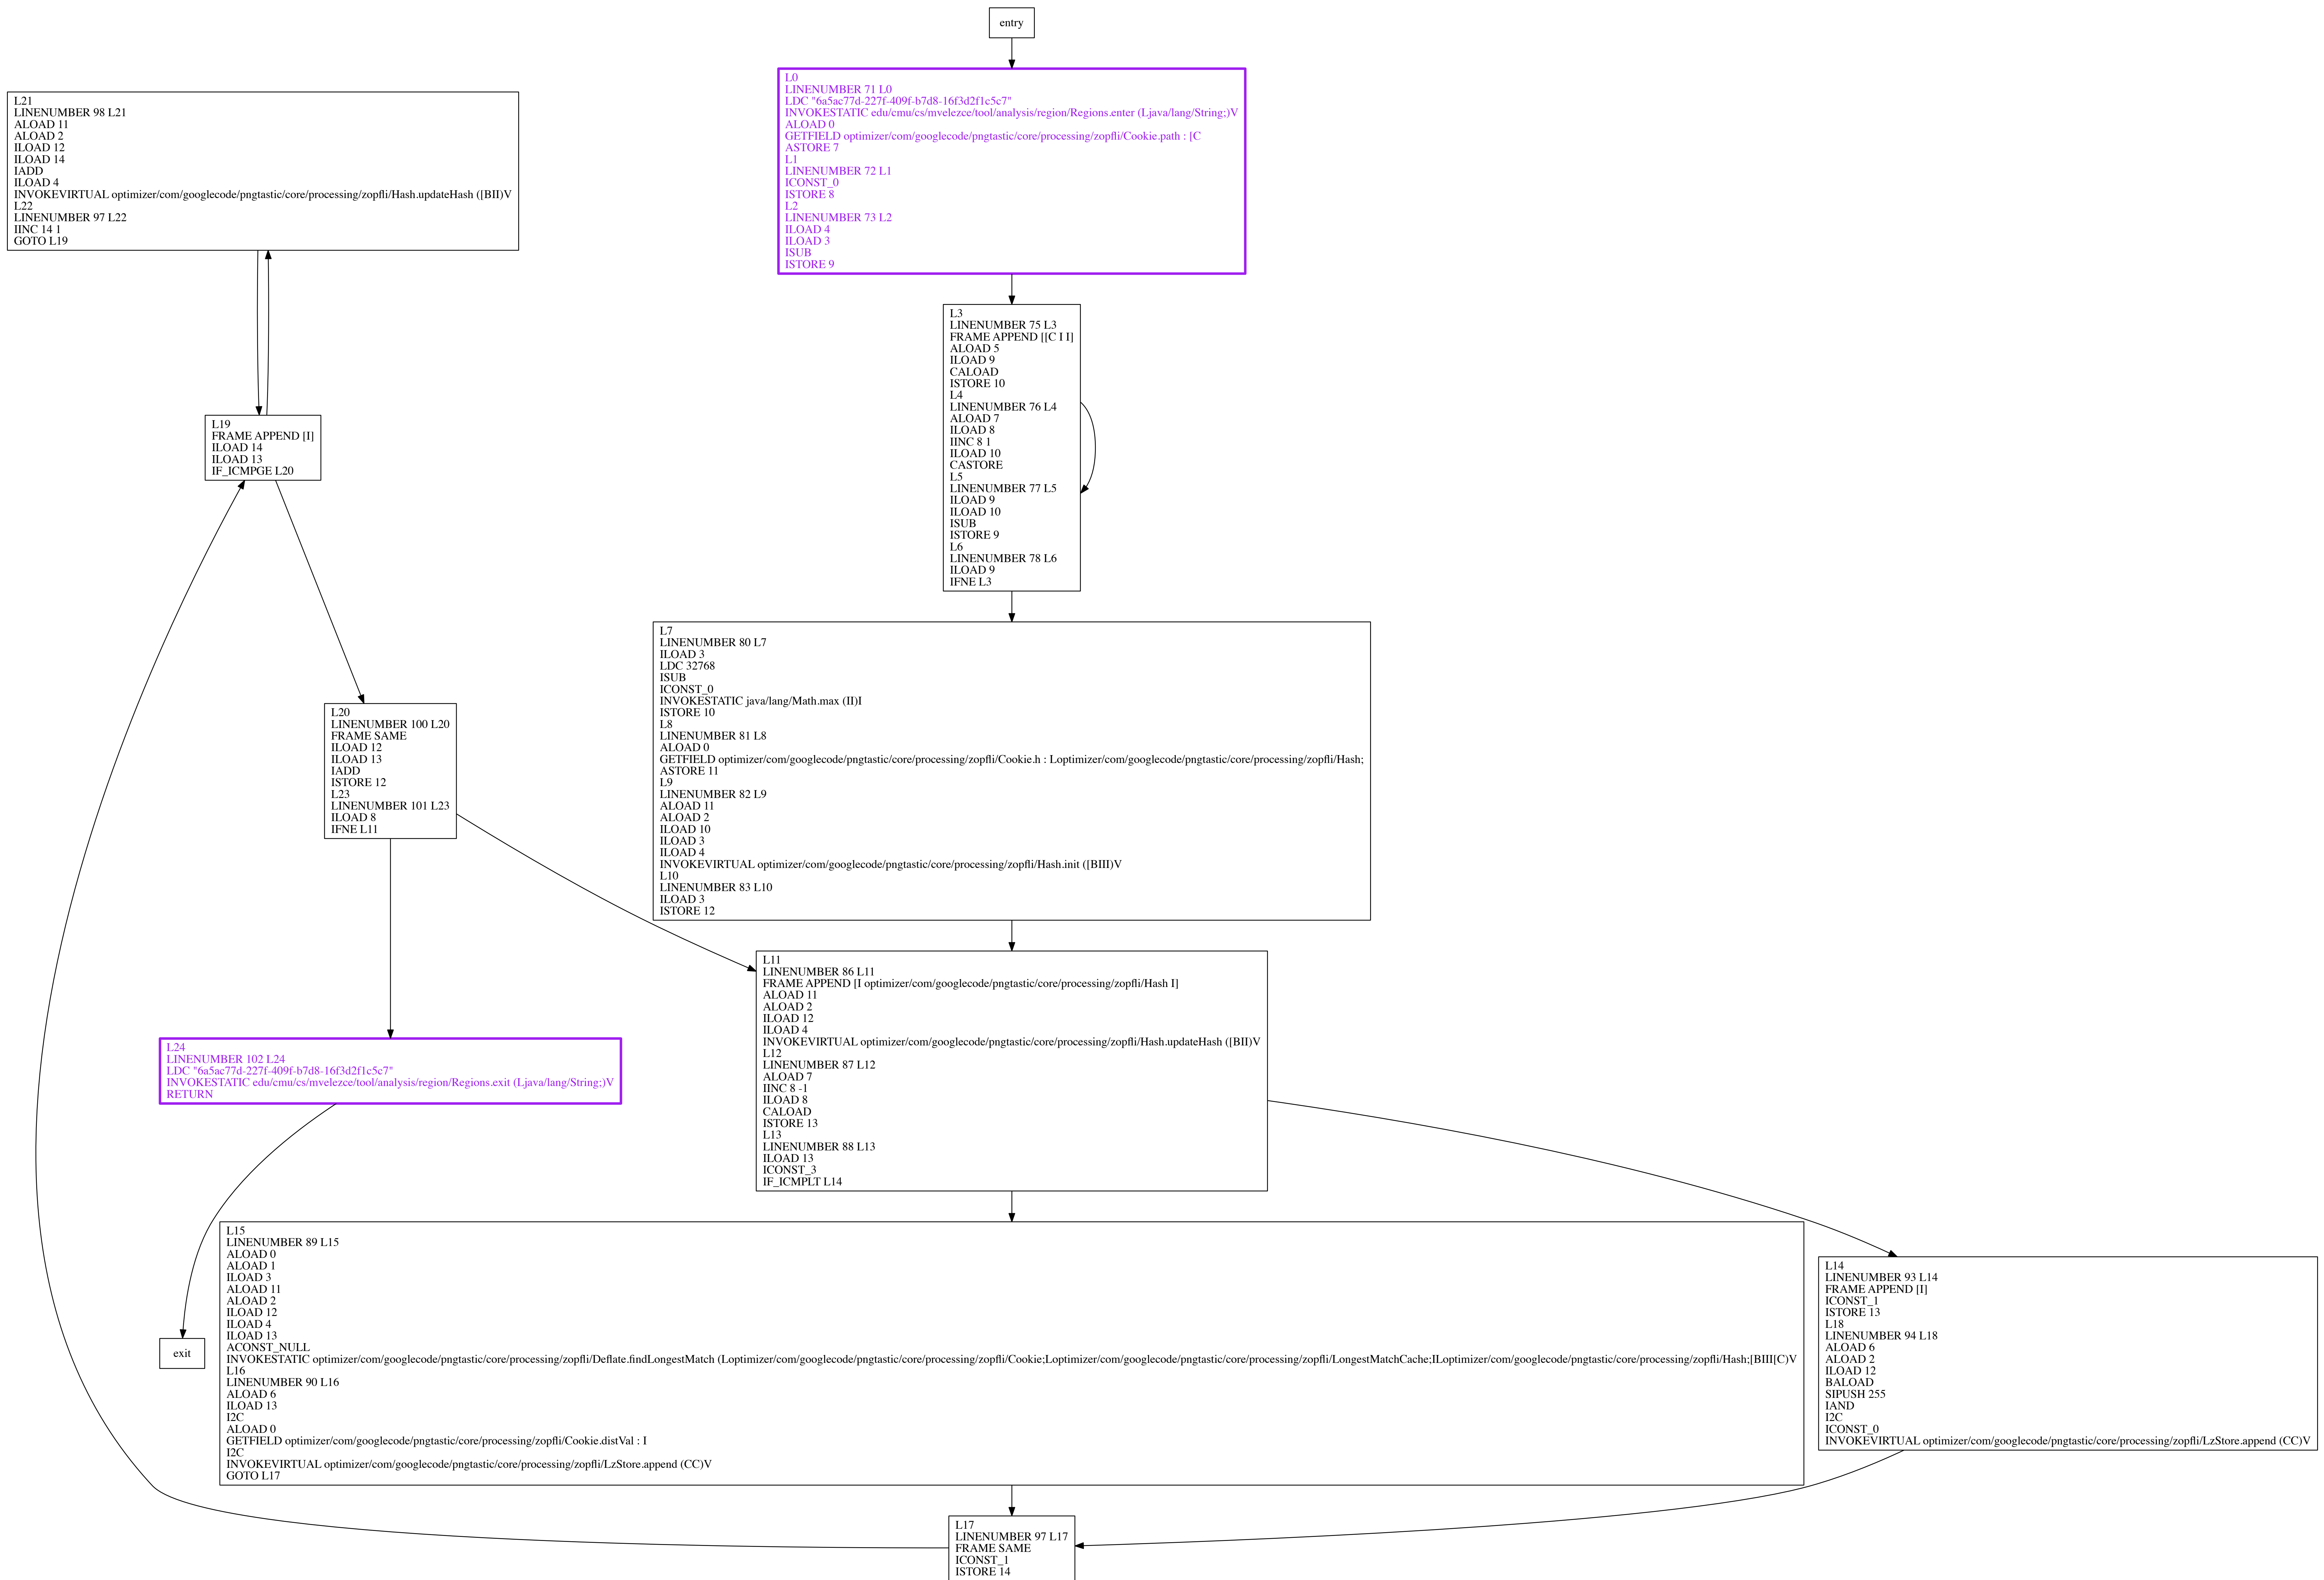 entry
L0
LINENUMBER 71 L0
LDC "6a5ac77d-227f-409f-b7d8-16f3d2f1c5c7"
INVOKESTATIC edu/cmu/cs/mvelezce/tool/analysis/region/Regions.enter (Ljava/lang/String;)V
ALOAD 0
GETFIELD optimizer/com/googlecode/pngtastic/core/processing/zopfli/Cookie.path : [C
ASTORE 7
L1
LINENUMBER 72 L1
ICONST_0
ISTORE 8
L2
LINENUMBER 73 L2
ILOAD 4
ILOAD 3
ISUB
ISTORE 9
L21
LINENUMBER 98 L21
ALOAD 11
ALOAD 2
ILOAD 12
ILOAD 14
IADD
ILOAD 4
INVOKEVIRTUAL optimizer/com/googlecode/pngtastic/core/processing/zopfli/Hash.updateHash ([BII)V
L22
LINENUMBER 97 L22
IINC 14 1
GOTO L19
L3
LINENUMBER 75 L3
FRAME APPEND [[C I I]
ALOAD 5
ILOAD 9
CALOAD
ISTORE 10
L4
LINENUMBER 76 L4
ALOAD 7
ILOAD 8
IINC 8 1
ILOAD 10
CASTORE
L5
LINENUMBER 77 L5
ILOAD 9
ILOAD 10
ISUB
ISTORE 9
L6
LINENUMBER 78 L6
ILOAD 9
IFNE L3
L19
FRAME APPEND [I]
ILOAD 14
ILOAD 13
IF_ICMPGE L20
L7
LINENUMBER 80 L7
ILOAD 3
LDC 32768
ISUB
ICONST_0
INVOKESTATIC java/lang/Math.max (II)I
ISTORE 10
L8
LINENUMBER 81 L8
ALOAD 0
GETFIELD optimizer/com/googlecode/pngtastic/core/processing/zopfli/Cookie.h : Loptimizer/com/googlecode/pngtastic/core/processing/zopfli/Hash;
ASTORE 11
L9
LINENUMBER 82 L9
ALOAD 11
ALOAD 2
ILOAD 10
ILOAD 3
ILOAD 4
INVOKEVIRTUAL optimizer/com/googlecode/pngtastic/core/processing/zopfli/Hash.init ([BIII)V
L10
LINENUMBER 83 L10
ILOAD 3
ISTORE 12
L20
LINENUMBER 100 L20
FRAME SAME
ILOAD 12
ILOAD 13
IADD
ISTORE 12
L23
LINENUMBER 101 L23
ILOAD 8
IFNE L11
L11
LINENUMBER 86 L11
FRAME APPEND [I optimizer/com/googlecode/pngtastic/core/processing/zopfli/Hash I]
ALOAD 11
ALOAD 2
ILOAD 12
ILOAD 4
INVOKEVIRTUAL optimizer/com/googlecode/pngtastic/core/processing/zopfli/Hash.updateHash ([BII)V
L12
LINENUMBER 87 L12
ALOAD 7
IINC 8 -1
ILOAD 8
CALOAD
ISTORE 13
L13
LINENUMBER 88 L13
ILOAD 13
ICONST_3
IF_ICMPLT L14
L24
LINENUMBER 102 L24
LDC "6a5ac77d-227f-409f-b7d8-16f3d2f1c5c7"
INVOKESTATIC edu/cmu/cs/mvelezce/tool/analysis/region/Regions.exit (Ljava/lang/String;)V
RETURN
exit
L15
LINENUMBER 89 L15
ALOAD 0
ALOAD 1
ILOAD 3
ALOAD 11
ALOAD 2
ILOAD 12
ILOAD 4
ILOAD 13
ACONST_NULL
INVOKESTATIC optimizer/com/googlecode/pngtastic/core/processing/zopfli/Deflate.findLongestMatch (Loptimizer/com/googlecode/pngtastic/core/processing/zopfli/Cookie;Loptimizer/com/googlecode/pngtastic/core/processing/zopfli/LongestMatchCache;ILoptimizer/com/googlecode/pngtastic/core/processing/zopfli/Hash;[BIII[C)V
L16
LINENUMBER 90 L16
ALOAD 6
ILOAD 13
I2C
ALOAD 0
GETFIELD optimizer/com/googlecode/pngtastic/core/processing/zopfli/Cookie.distVal : I
I2C
INVOKEVIRTUAL optimizer/com/googlecode/pngtastic/core/processing/zopfli/LzStore.append (CC)V
GOTO L17
L14
LINENUMBER 93 L14
FRAME APPEND [I]
ICONST_1
ISTORE 13
L18
LINENUMBER 94 L18
ALOAD 6
ALOAD 2
ILOAD 12
BALOAD
SIPUSH 255
IAND
I2C
ICONST_0
INVOKEVIRTUAL optimizer/com/googlecode/pngtastic/core/processing/zopfli/LzStore.append (CC)V
L17
LINENUMBER 97 L17
FRAME SAME
ICONST_1
ISTORE 14